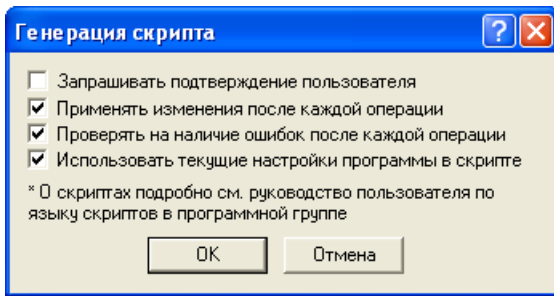 Генерация скрипта
Запрашивать подтверждение пользователя
Применять изменения после каждой операции
Проверять на наличие ошибок после каждой операции
Использовать текущие настройки программы в скрипте
* О скриптах подробно см. руководство пользователя по
языку скриптов в программной группе
OK Отмена